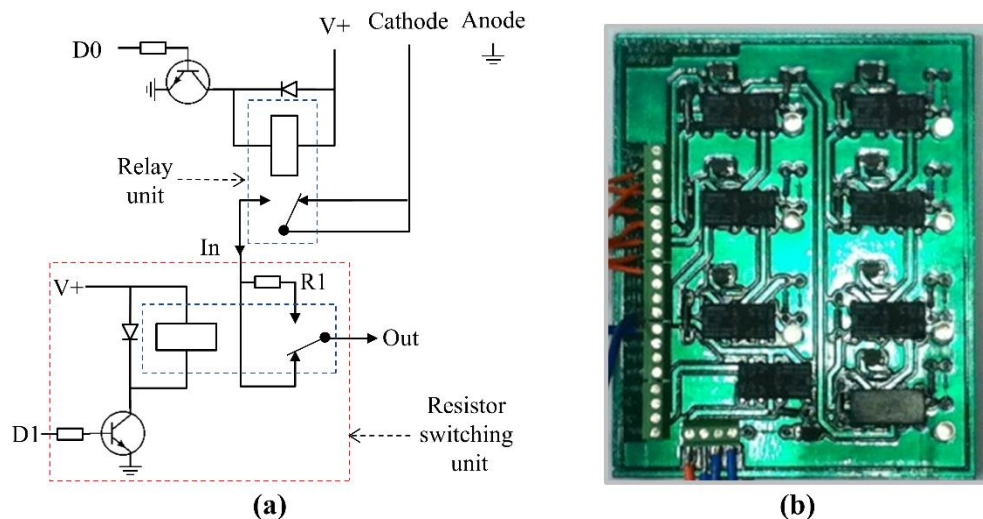 V+
Cathode
Anode
D0
Relay
unit
In
R1
V+
Out
D1
Resistor
switching
unit
(a)
(b)